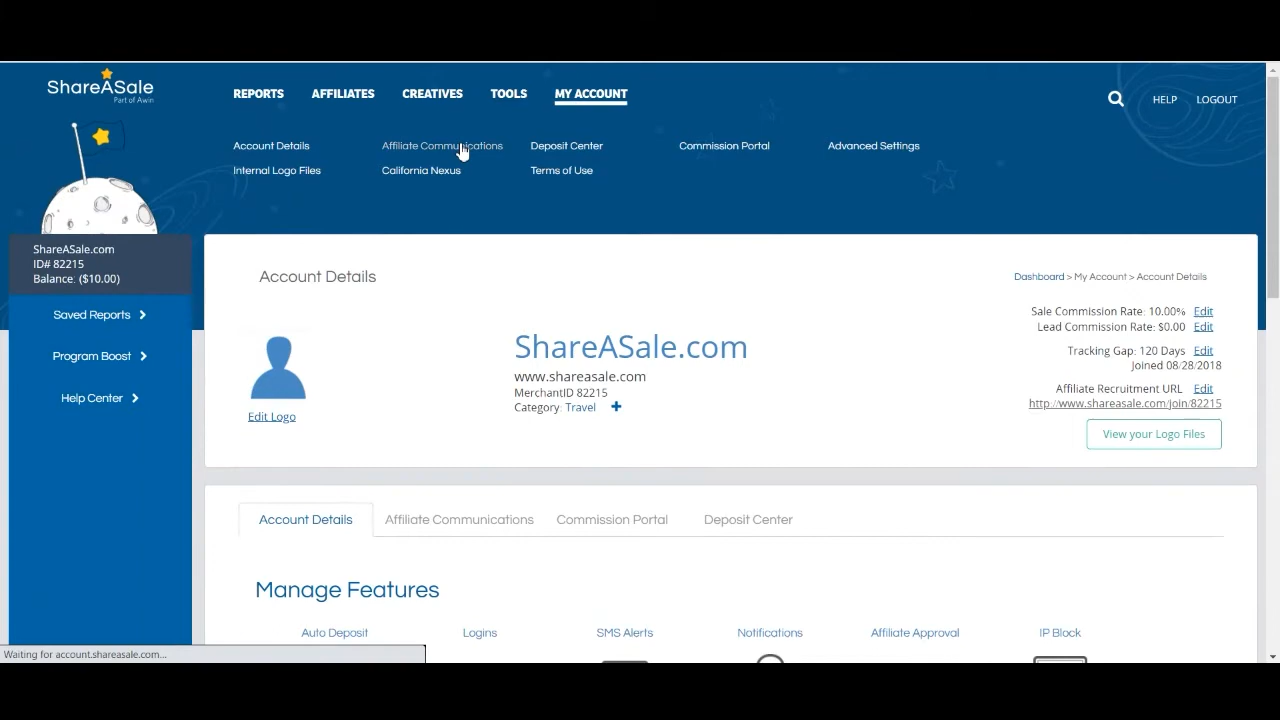 ShareASale
Part of Awin
REPORTS AFFILIATES CREATIVES TOOLS MY ACCOUNT
HELP LOGOUT
Account Details Affiliate Communications Deposit Center Commission Portal Advanced Settings
Internal Logo Files California Nexus Terms of Use
ShareASale.com
ID# 82215
Balance: ($10.00)
Saved Reports
Program Boost
Help Center
Account Details
Dashboard > My Account > Account Details
Edit Logo
ShareASale.com
www.shareasale.com
MerchantID 82215
Category: Travel +
Sale Commission Rate: 10.00% Edit
Lead Commission Rate: $0.00 Edit
Tracking Gap: 120 Days Edit
Joined 08/28/2018
Affiliate Recruitment URL Edit
http://www.shareasale.com/join/82215
View your Logo Files
Account Details Affiliate Communications Commission Portal Deposit Center
Manage Features
Auto Deposit Logins SMS Alerts Notifications Affiliate Approval IP Block
Waiting for account.shareasale.com...